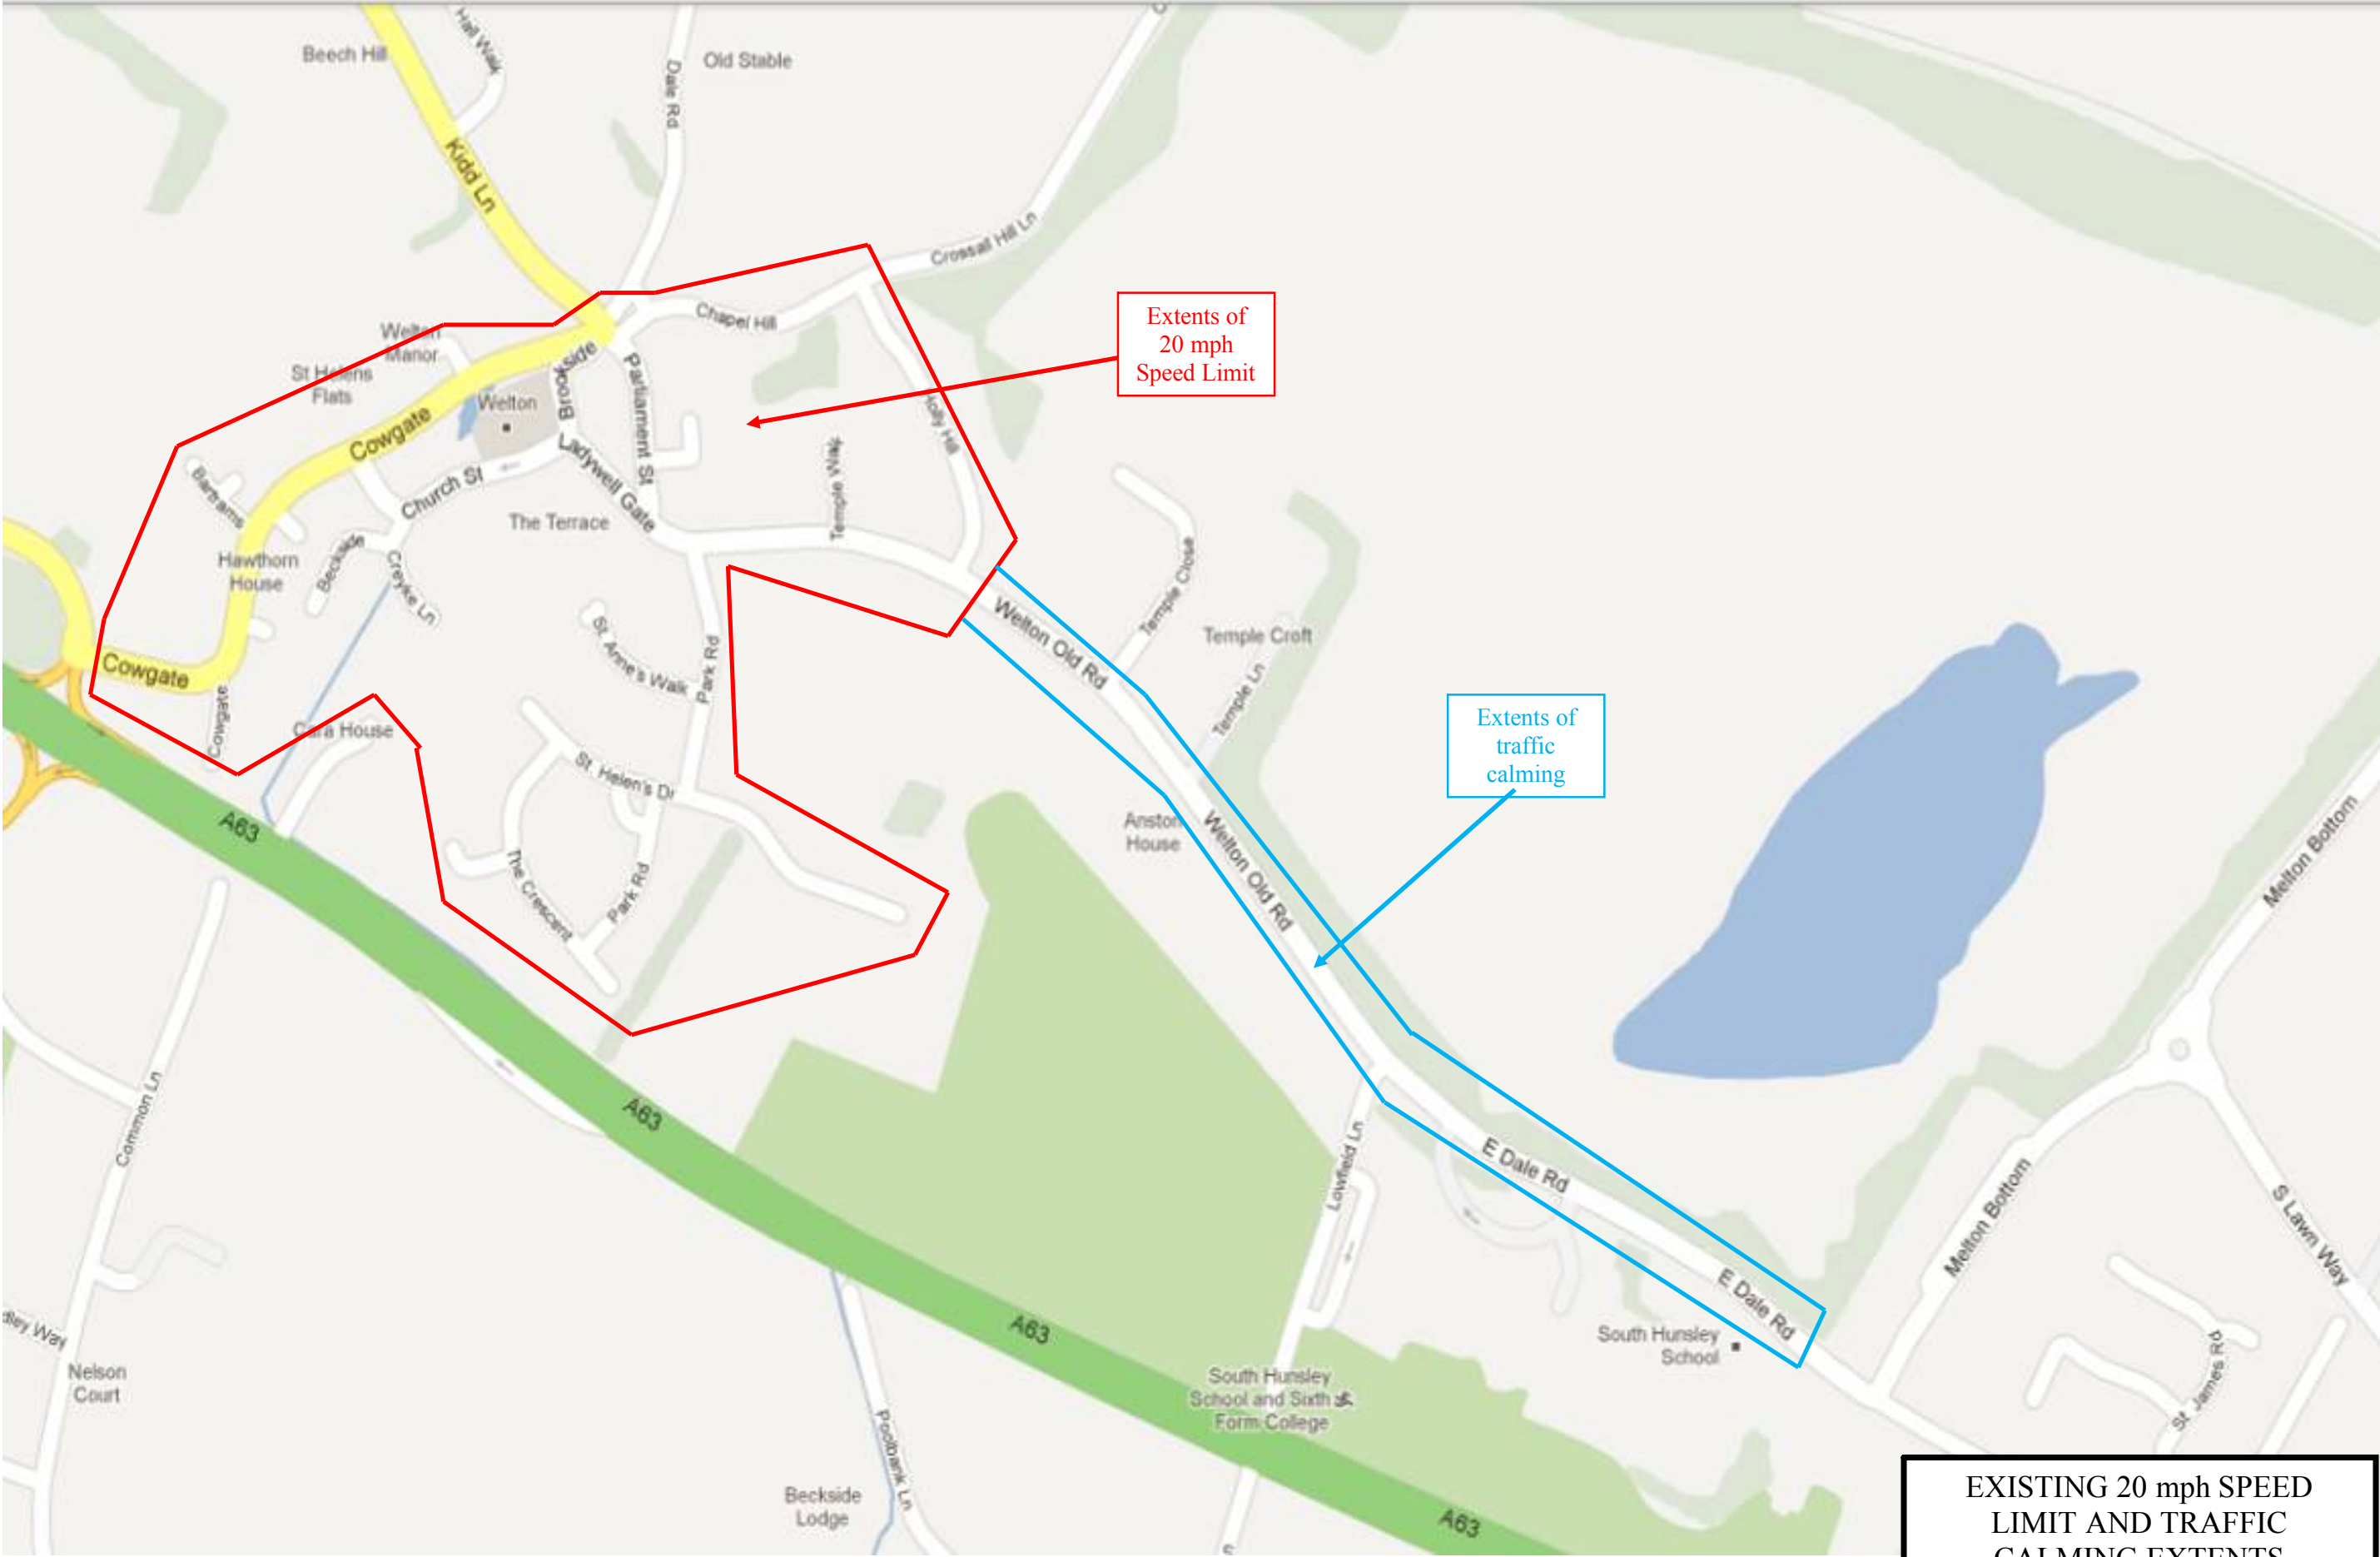 Hall Walk
Beech Hill
Dale Rd
Old Stable
Kidd Ln
Crossall Hill Ln
Chapel Hill
Extents of
20 mph
Speed Limit
Welton
Manor
St Helens
Flats
Brookside
Parliament St
Welton
Cowgate
Holly Hill
Ladywell Gate
Temple Walk
Church St
Bartrams
The Terrace
Hawthorn
House
Beckside
Creyke Ln
Temple Close
Welton Old Rd
Temple Croft
St. Anne's Walk
Park Rd
Cowgate
Temple Ln
Cowgate
Cara House
Extents of
traffic
calming
St. Helen's Dr
A63
Anston
House
Welton Old Rd
Melton Bottom
The Crescent
Park Rd
Common Ln
A63
Lowfield Ln
E Dale Rd
Melton Bottom
S Lawn Way
E Dale Rd
South Hunsley
School
A63
St. James Rd
dley Way
Nelson
Court
South Hunsley
School and Sixth
Form College
Poolbank Ln
Beckside
Lodge
A63
EXISTING 20 mph SPEED
LIMIT AND TRAFFIC
CALMING EXTENTS